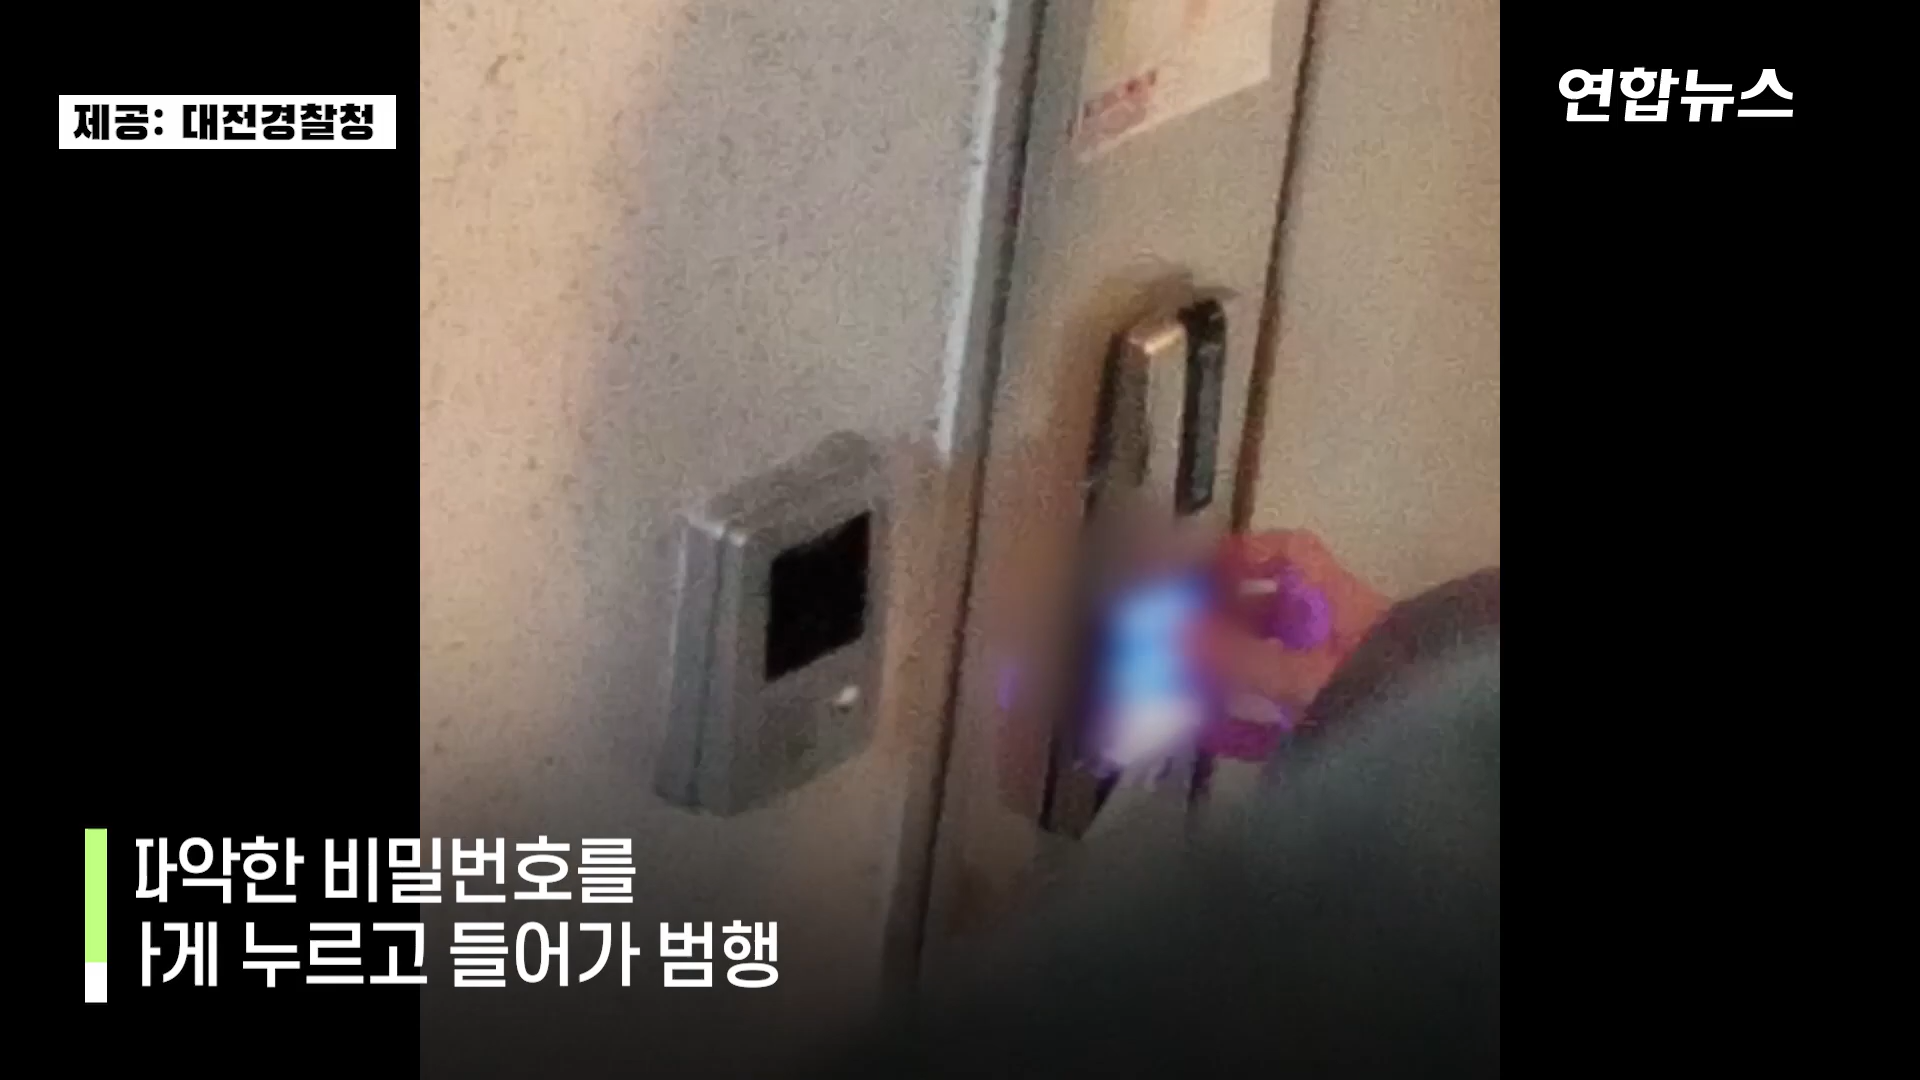 제공: 대전경찰청
연합뉴스
파악한 비밀번호를
게 누르고 들어가 범행